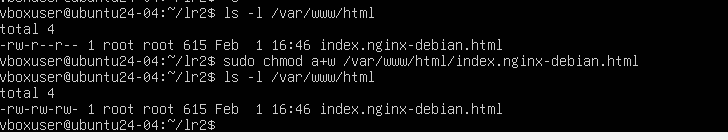 vboxuser@ubuntu24-04:~/lr2$ ls -l /var/www/html
total 4
-rw-r--r-- 1 root root 615 Feb  1 16:46 index.nginx-debian.html
vboxuser@ubuntu24-04:~/lr2$ sudo chmod a+w /var/www/html/index.nginx-debian.html
vboxuser@ubuntu24-04:~/lr2$ ls -l /var/www/html
total 4
-rw-rw-rw- 1 root root 615 Feb  1 16:46 index.nginx-debian.html
vboxuser@ubuntu24-04:~/lr2$